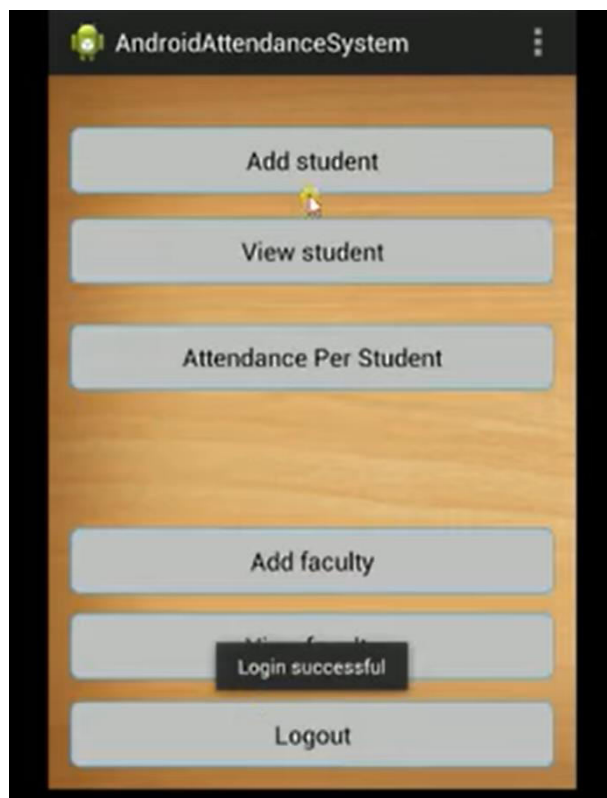 AndroidAttendanceSystem
Add student
View student
Attendance Per Student
Add faculty
Login successful
Logout